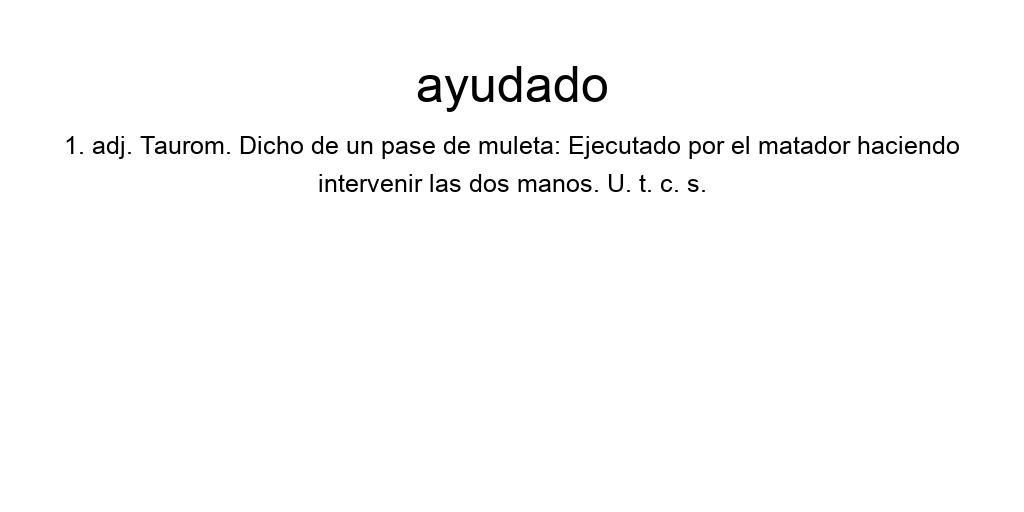 ayudado
1. adj. Taurom. Dicho de un pase de muleta: Ejecutado por el matador haciendo
intervenir las dos manos. U. t. c. s.